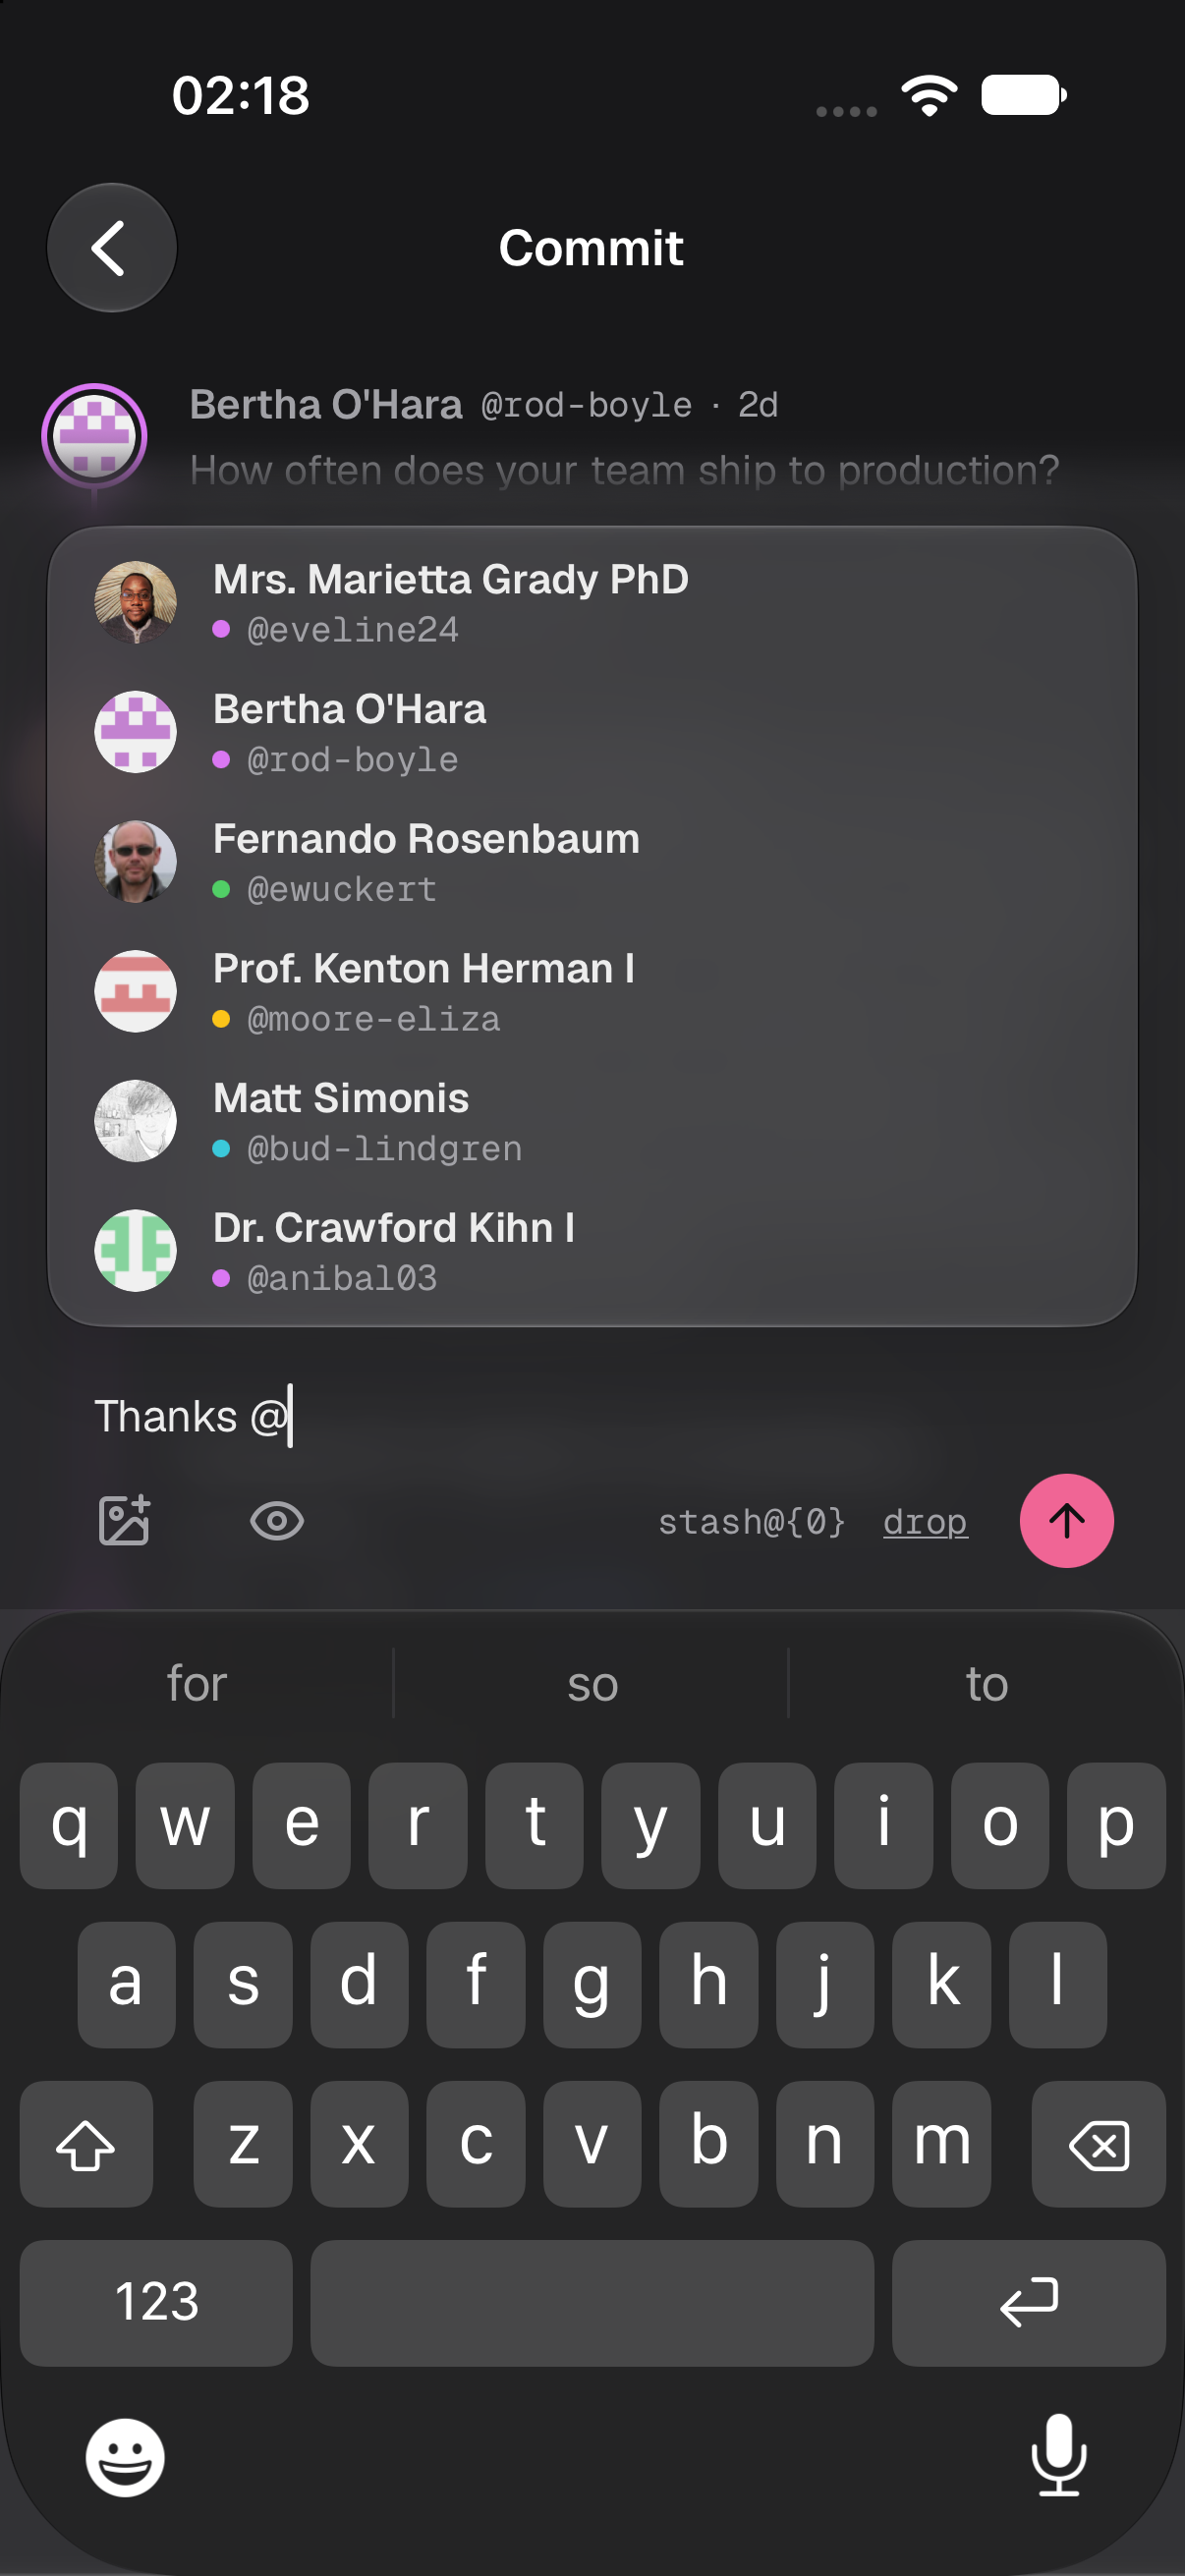 02:18
Commit
Bertha O'Hara @rod-boyle · 2d
How often does your team ship to production?
Mrs. Marietta Grady PhD
@eveline24
Bertha O'Hara
@rod-boyle
Fernando Rosenbaum
@ewuckert
Prof. Kenton Herman I
@moore-eliza
Matt Simonis
@bud-lindgren
Dr. Crawford Kihn I
@anibal03
Thanks @
stash@{0} drop
for so to
q w e r t y u i o p
a s d f g h j k l
z x c v b n m
123